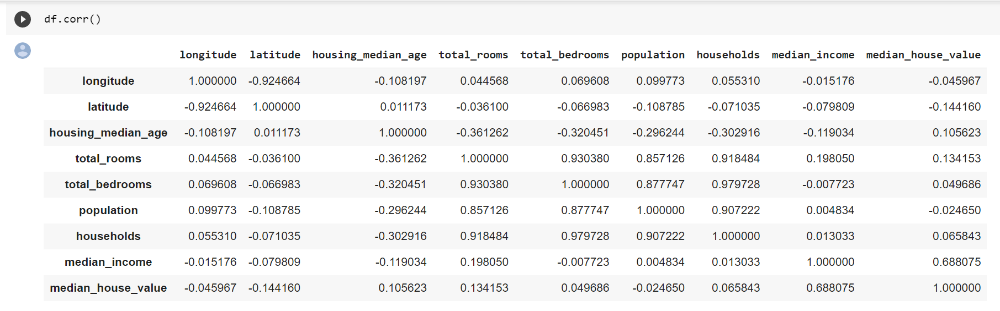 df.corr()
longitude latitude housing_median_age total_rooms total_bedrooms population households median_income median_house_value
longitude 1.000000 -0.924664 -0.108197 0.044568 0.069608 0.099773 0.055310 -0.015176 -0.045967
latitude -0.924664 1.000000 0.011173 -0.036100 -0.066983 -0.108785 -0.071035 -0.079809 -0.144160
housing_median_age -0.108197 0.011173 1.000000 -0.361262 -0.320451 -0.296244 -0.302916 -0.119034 0.105623
total_rooms 0.044568 -0.036100 -0.361262 1.000000 0.930380 0.857126 0.918484 0.198050 0.134153
total_bedrooms 0.069608 -0.066983 -0.320451 0.930380 1.000000 0.877747 0.979728 -0.007723 0.049686
population 0.099773 -0.108785 -0.296244 0.857126 0.877747 1.000000 0.907222 0.004834 -0.024650
households 0.055310 -0.071035 -0.302916 0.918484 0.979728 0.907222 1.000000 0.013033 0.065843
median_income -0.015176 -0.079809 -0.119034 0.198050 -0.007723 0.004834 0.013033 1.000000 0.688075
median_house_value -0.045967 -0.144160 0.105623 0.134153 0.049686 -0.024650 0.065843 0.688075 1.000000